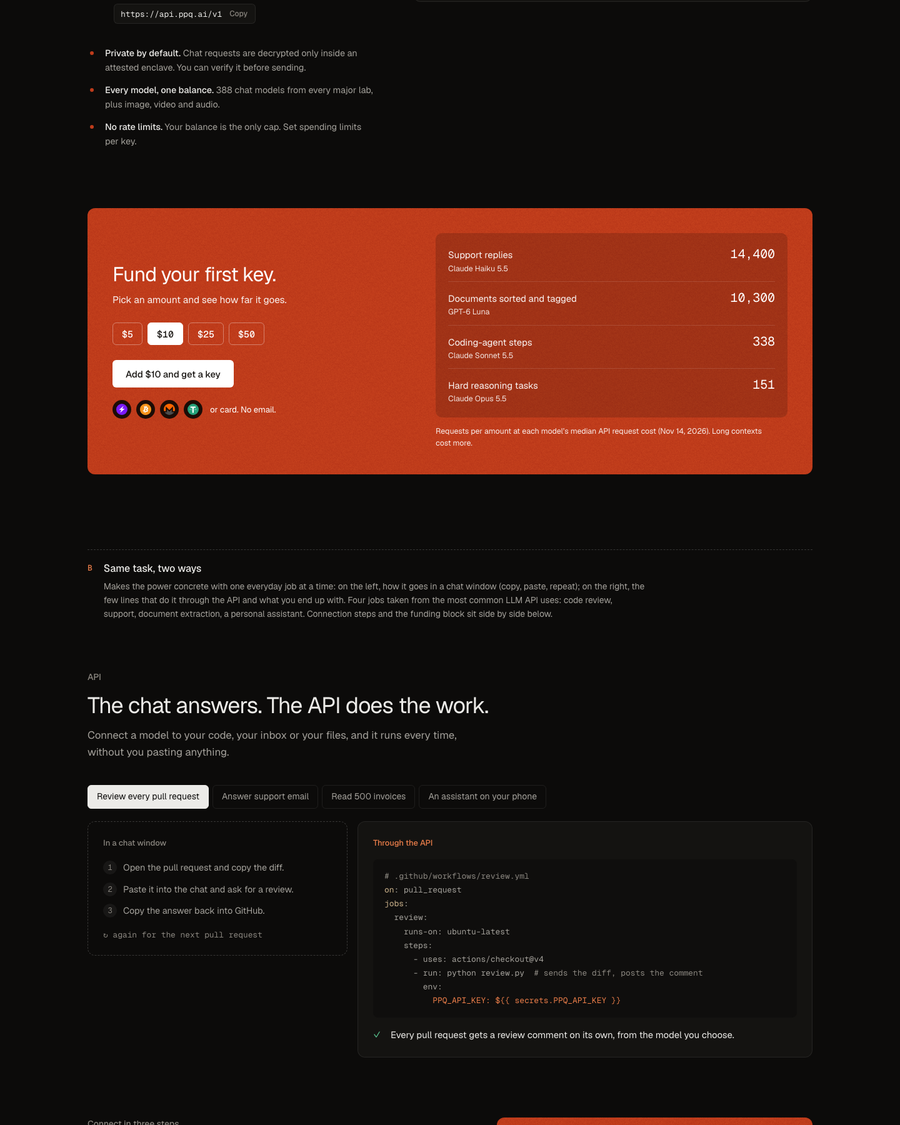 https://api.ppq.ai/v1 Copy
Private by default. Chat requests are decrypted only inside an
attested enclave. You can verify it before sending.
Every model, one balance. 388 chat models from every major lab,
plus image, video and audio.
No rate limits. Your balance is the only cap. Set spending limits
per key.
Fund your first key.
Pick an amount and see how far it goes.
$5 $10 $25 $50
Add $10 and get a key
or card. No email.
Support replies 14,400
Claude Haiku 5.5
Documents sorted and tagged 10,300
GPT-6 Luna
Coding-agent steps 338
Claude Sonnet 5.5
Hard reasoning tasks 151
Claude Opus 5.5
Requests per amount at each model's median API request cost (Nov 14, 2026). Long contexts
cost more.
B Same task, two ways
Makes the power concrete with one everyday job at a time: on the left, how it goes in a chat window (copy, paste, repeat); on the right, the
few lines that do it through the API and what you end up with. Four jobs taken from the most common LLM API uses: code review,
support, document extraction, a personal assistant. Connection steps and the funding block sit side by side below.
API
The chat answers. The API does the work.
Connect a model to your code, your inbox or your files, and it runs every time,
without you pasting anything.
Review every pull request Answer support email Read 500 invoices An assistant on your phone
In a chat window
1 Open the pull request and copy the diff.
2 Paste it into the chat and ask for a review.
3 Copy the answer back into GitHub.
↻ again for the next pull request
Through the API
# .github/workflows/review.yml
on: pull_request
jobs:
  review:
    runs-on: ubuntu-latest
    steps:
      - uses: actions/checkout@v4
      - run: python review.py  # sends the diff, posts the comment
        env:
          PPQ_API_KEY: ${{ secrets.PPQ_API_KEY }}
✓ Every pull request gets a review comment on its own, from the model you choose.
Connect in three steps